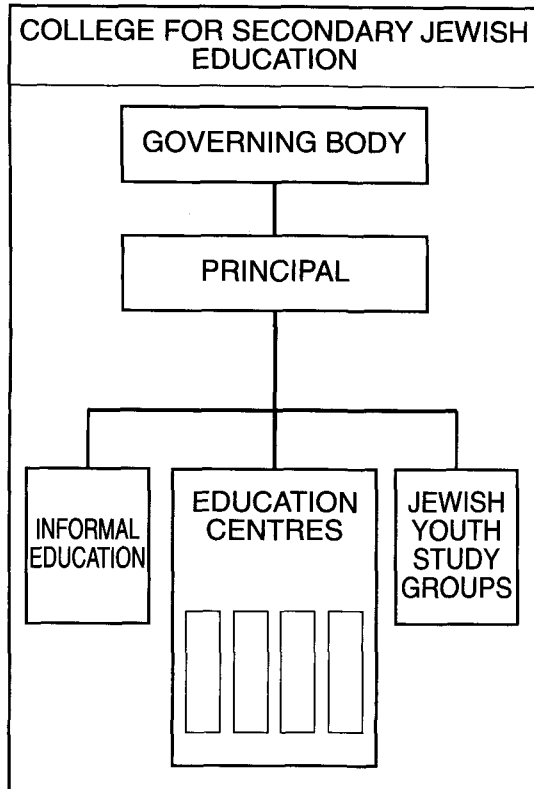 COLLEGE FOR SECONDARY JEWISH
EDUCATION
GOVERNING BODY
PRINCIPAL
INFORMAL
EDUCATION
EDUCATION
CENTRES
JEWISH
YOUTH
STUDY
GROUPS